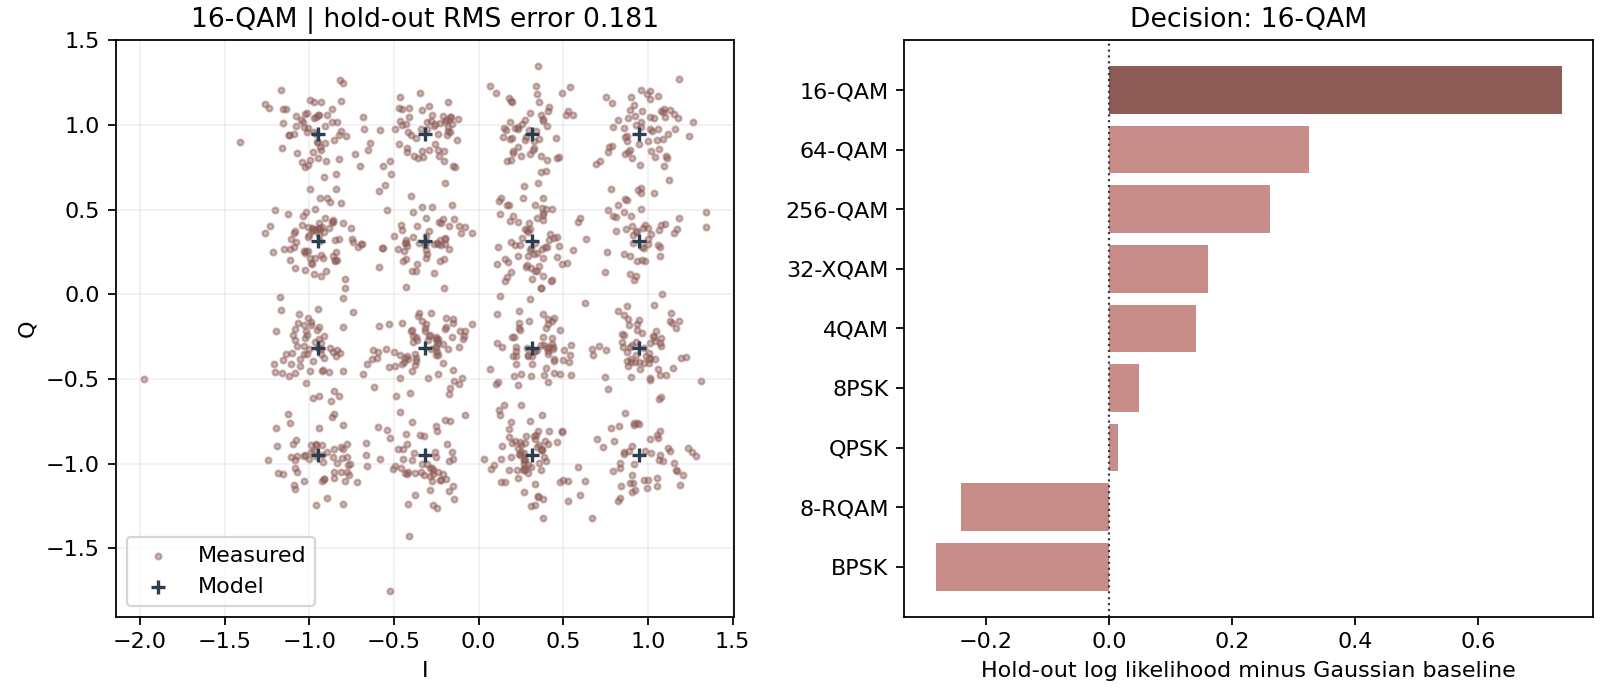 16-QAM | hold-out RMS error 0.181
1.5
1.0
0.5
0.0
−0.5
−1.0
−1.5
Q
Measured
Model
−2.0 −1.5 −1.0 −0.5 0.0 0.5 1.0 1.5
I
Decision: 16-QAM
16-QAM
64-QAM
256-QAM
32-XQAM
4QAM
8PSK
QPSK
8-RQAM
BPSK
−0.2 0.0 0.2 0.4 0.6
Hold-out log likelihood minus Gaussian baseline